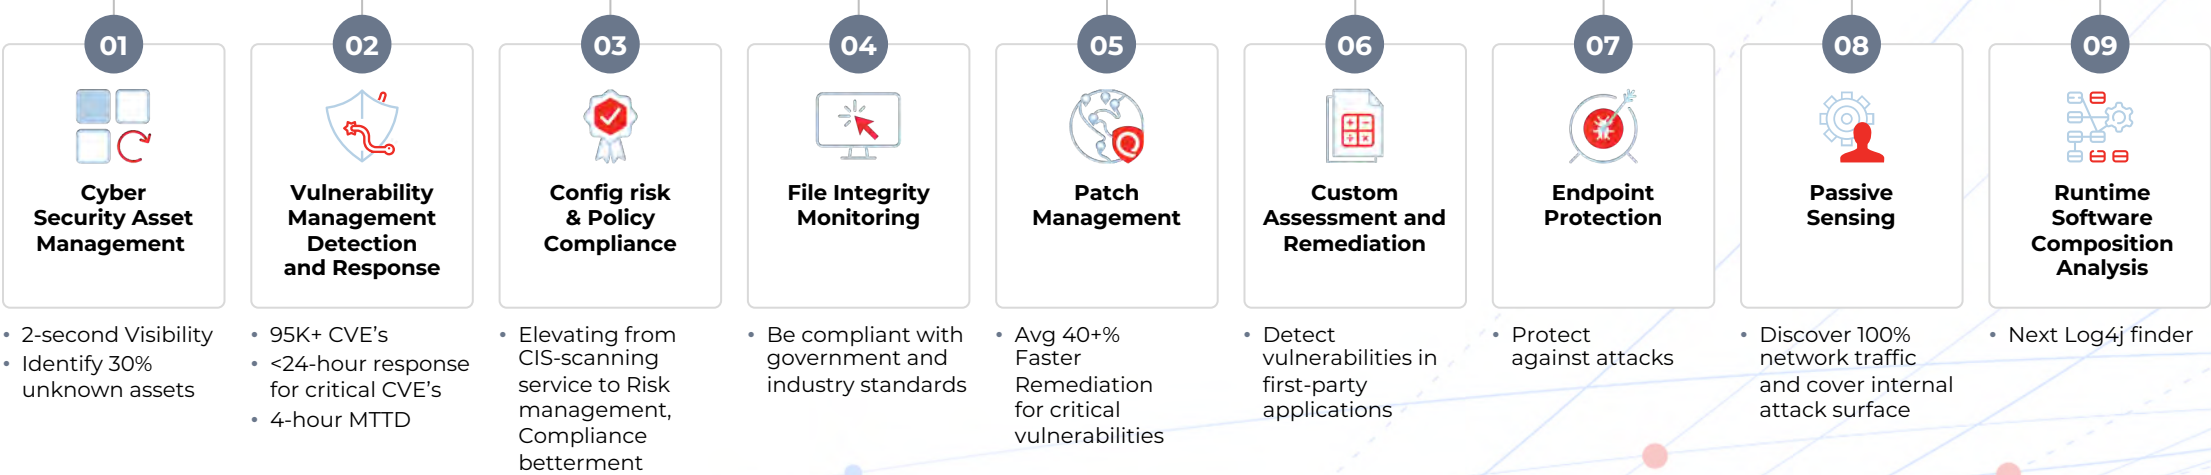 01
Cyber
Security Asset
Management
• 2-second Visibility
• Identify 30%
unknown assets
02
Vulnerability
Management
Detection
and Response
• 95K+ CVE's
• <24-hour response
for critical CVE's
• 4-hour MTTD
03
Config risk
& Policy
Compliance
• Elevating from
CIS-scanning
service to Risk
management,
Compliance
betterment
04
File Integrity
Monitoring
• Be compliant with
government and
industry standards
05
Patch
Management
• Avg 40+%
Faster
Remediation
for critical
vulnerabilities
06
Custom
Assessment and
Remediation
• Detect
vulnerabilities in
first-party
applications
07
Endpoint
Protection
• Protect
against attacks
08
Passive
Sensing
• Discover 100%
network traffic
and cover internal
attack surface
09
Runtime
Software
Composition
Analysis
• Next Log4j finder